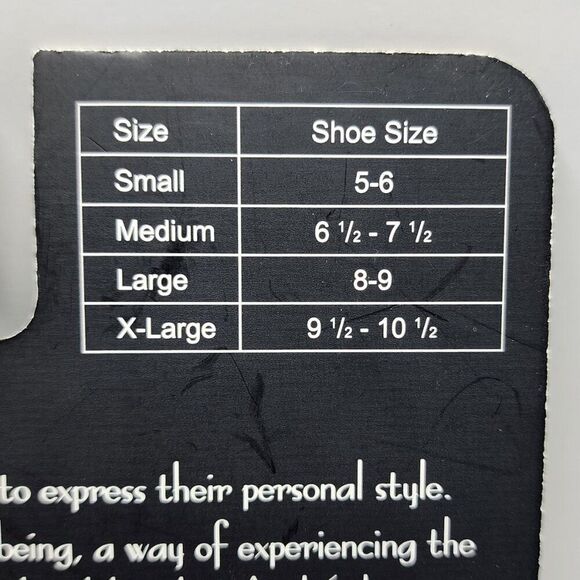 Size Shoe Size
Small 5-6
Medium 6 ½ - 7 ½
Large 8-9
X-Large 9 ½ - 10 ½
to express their personal style.
being, a way of experiencing the